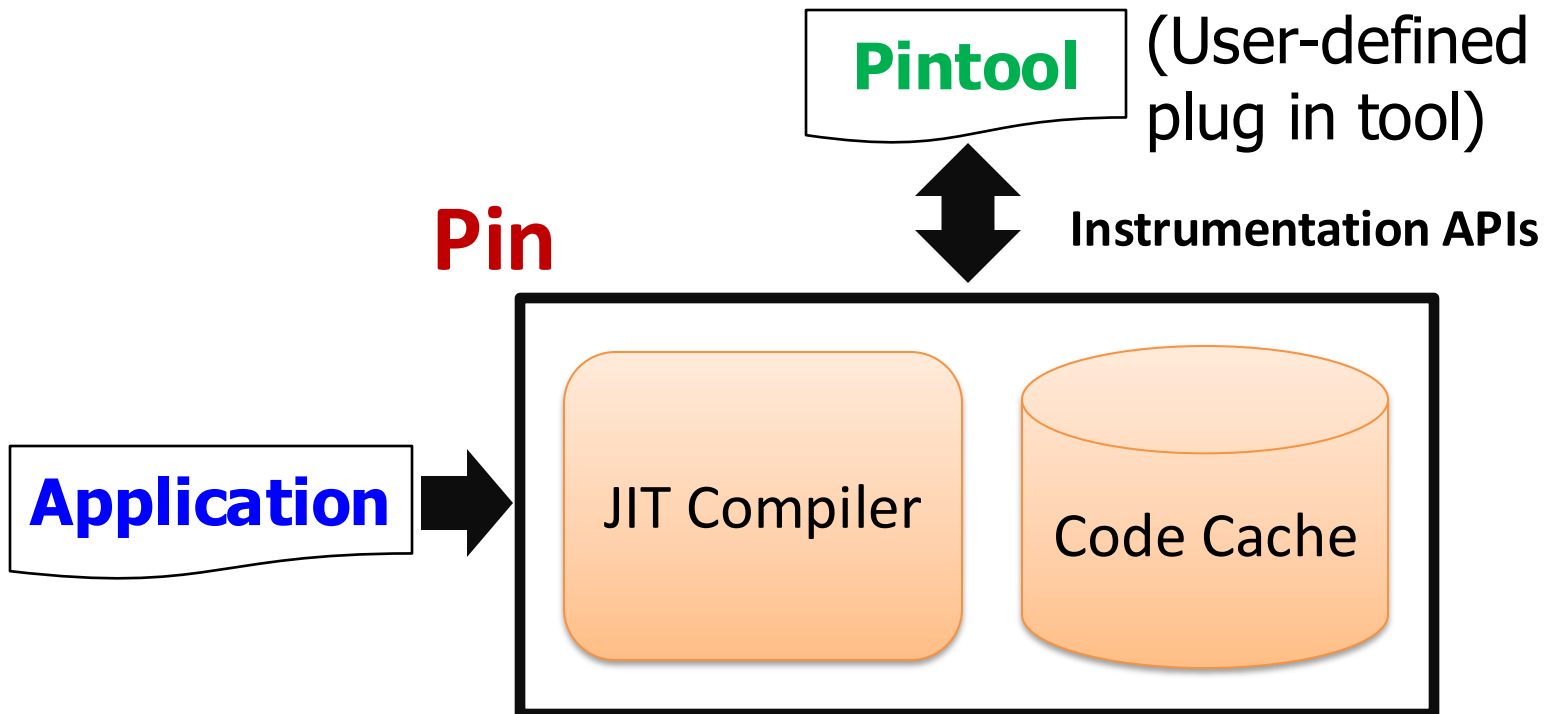 Pintool
(User-defined
plug in tool)
Instrumentation APIs
Pin
Application
JIT Compiler
Code Cache